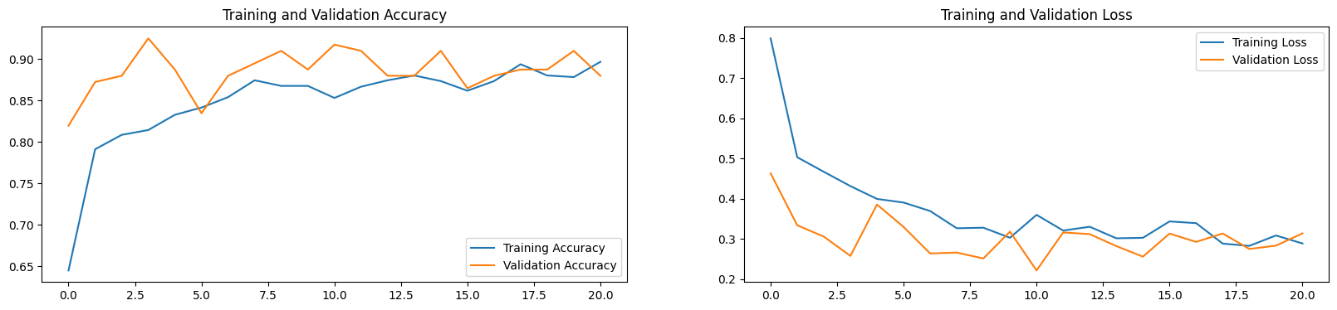 Training and Validation Accuracy
0.90
0.85
0.80
0.75
0.70
0.65
Training Accuracy
Validation Accuracy
0.0 2.5 5.0 7.5 10.0 12.5 15.0 17.5 20.0
Training and Validation Loss
0.8
0.7
0.6
0.5
0.4
0.3
0.2
Training Loss
Validation Loss
0.0 2.5 5.0 7.5 10.0 12.5 15.0 17.5 20.0